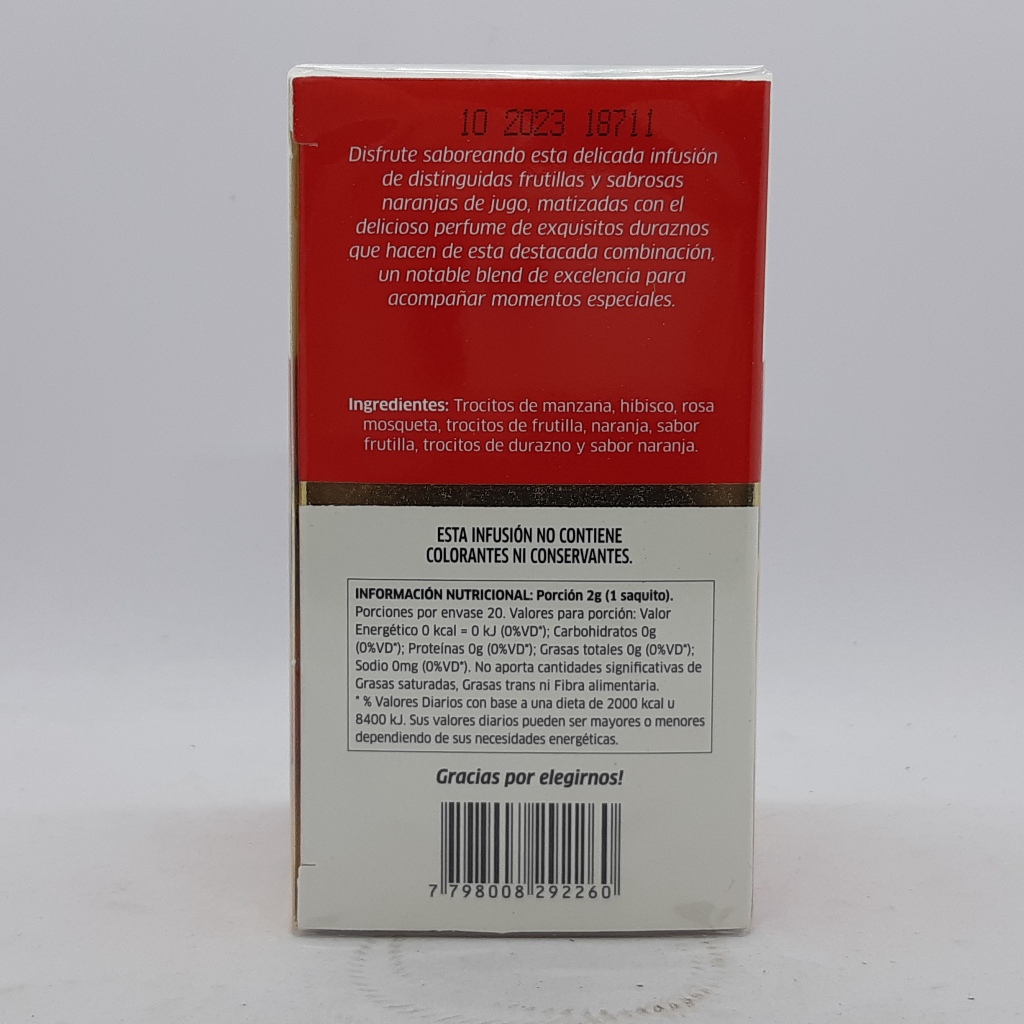 10 2023 18711
Disfrute saboreando esta delicada infusión
de distinguidas frutillas y sabrosas
naranjas de jugo, matizadas con el
delicioso perfume de exquisitos duraznos
que hacen de esta destacada combinación,
un notable blend de excelencia para
acompañar momentos especiales.
Ingredientes: Trocitos de manzana, hibisco, rosa
mosqueta, trocitos de frutilla, naranja, sabor
frutilla, trocitos de durazno y sabor naranja.
ESTA INFUSIÓN NO CONTIENE
COLORANTES NI CONSERVANTES.
INFORMACIÓN NUTRICIONAL: Porción 2g (1 saquito).
Porciones por envase 20. Valores para porción: Valor
Energético 0 kcal = 0 kJ (0%VD*); Carbohidratos 0g
(0%VD*); Proteínas 0g (0%VD*); Grasas totales 0g (0%VD*);
Sodio 0mg (0%VD*). No aporta cantidades significativas de
Grasas saturadas, Grasas trans ni Fibra alimentaria.
* % Valores Diarios con base a una dieta de 2000 kcal u
8400 kJ. Sus valores diarios pueden ser mayores o menores
dependiendo de sus necesidades energéticas.
Gracias por elegirnos!
7 798008 292260